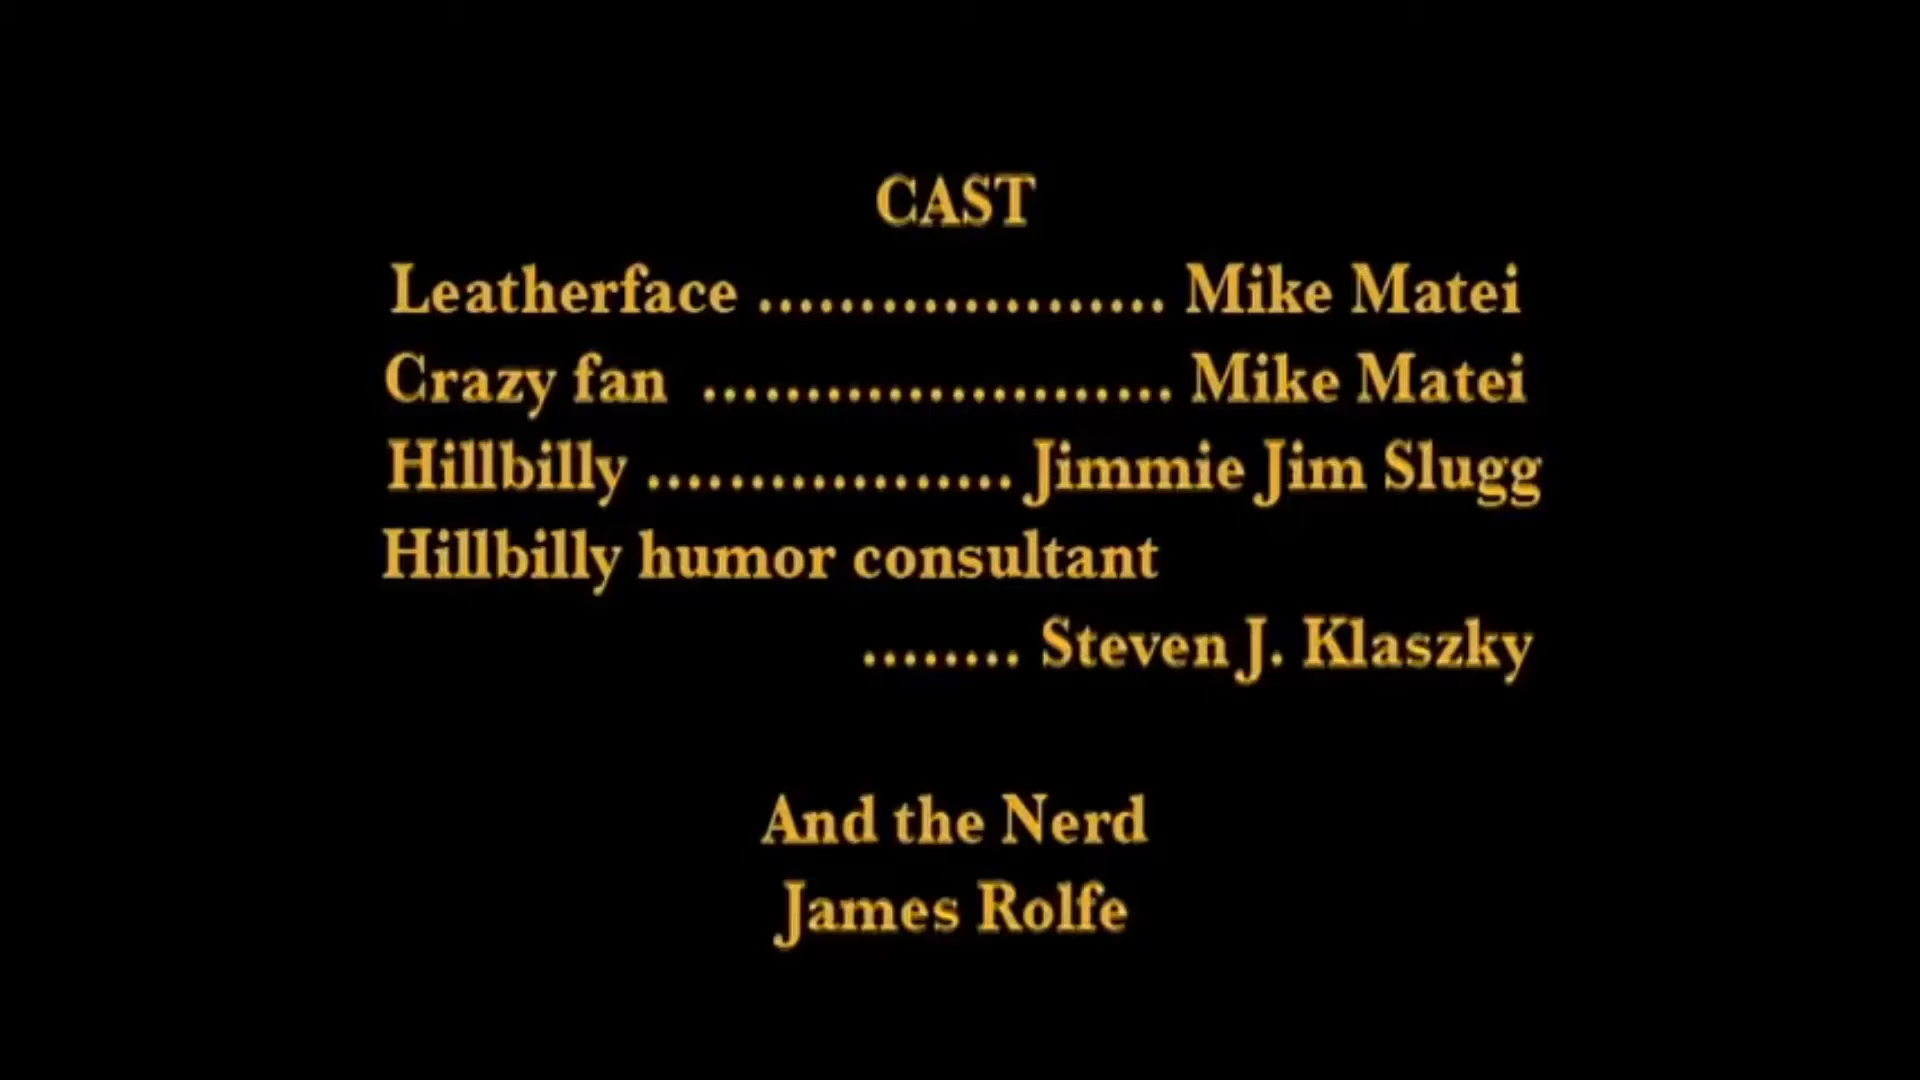 CAST
Leatherface .................... Mike Matei
Crazy fan ....................... Mike Matei
Hillbilly .................. Jimmie Jim Slugg
Hillbilly humor consultant
........ Steven J. Klaszky
And the Nerd
James Rolfe